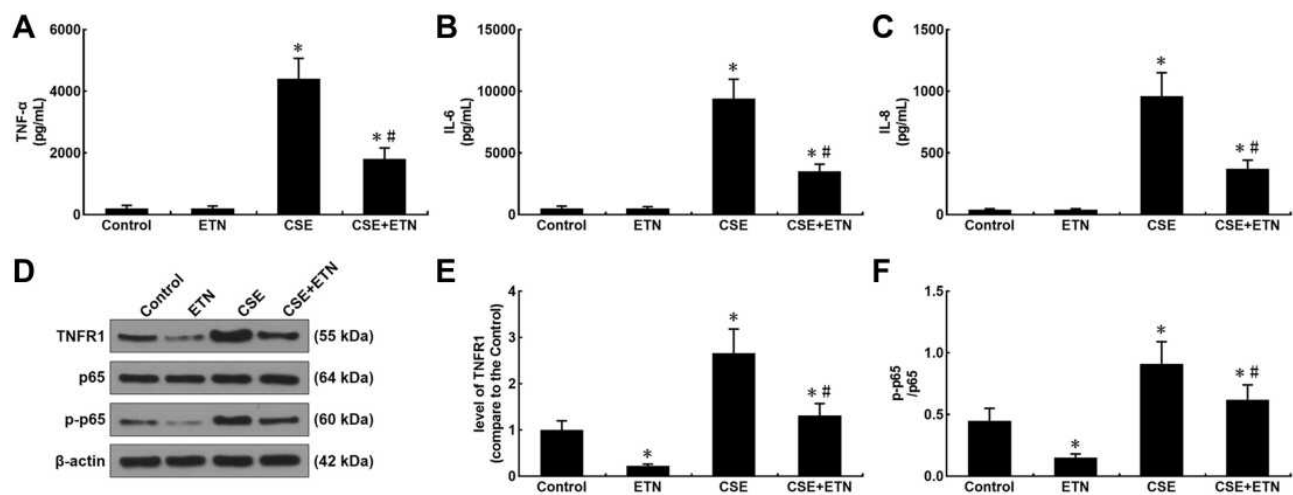 A
TNF-α
(pg/mL)
6000
4000
2000
0
*
* #
Control ETN CSE CSE+ETN
B
IL-6
(pg/mL)
15000
10000
5000
0
*
* #
Control ETN CSE CSE+ETN
C
IL-8
(pg/mL)
1500
1000
500
0
*
* #
Control ETN CSE CSE+ETN
D
Control ETN CSE CSE+ETN
TNFR1 (55 kDa)
p65 (64 kDa)
p-p65 (60 kDa)
β-actin (42 kDa)
E
level of TNFR1
(compare to the Control)
4
3
2
1
0
*
*
* #
Control ETN CSE CSE+ETN
F
p-p65
/p65
1.5
1.0
0.5
0.0
*
*
* #
Control ETN CSE CSE+ETN